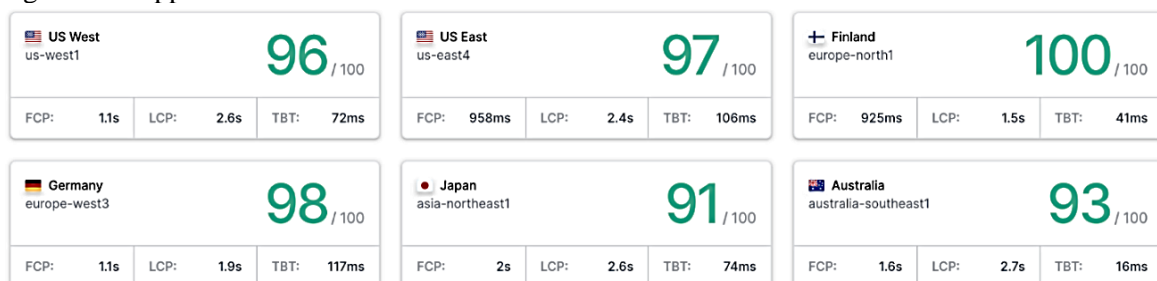 US West
us-west1
96 / 100
FCP: 1.1s LCP: 2.6s TBT: 72ms
US East
us-east4
97 / 100
FCP: 958ms LCP: 2.4s TBT: 106ms
Finland
europe-north1
100 / 100
FCP: 925ms LCP: 1.5s TBT: 41ms
Germany
europe-west3
98 / 100
FCP: 1.1s LCP: 1.9s TBT: 117ms
Japan
asia-northeast1
91 / 100
FCP: 2s LCP: 2.6s TBT: 74ms
Australia
australia-southeast1
93 / 100
FCP: 1.6s LCP: 2.7s TBT: 16ms